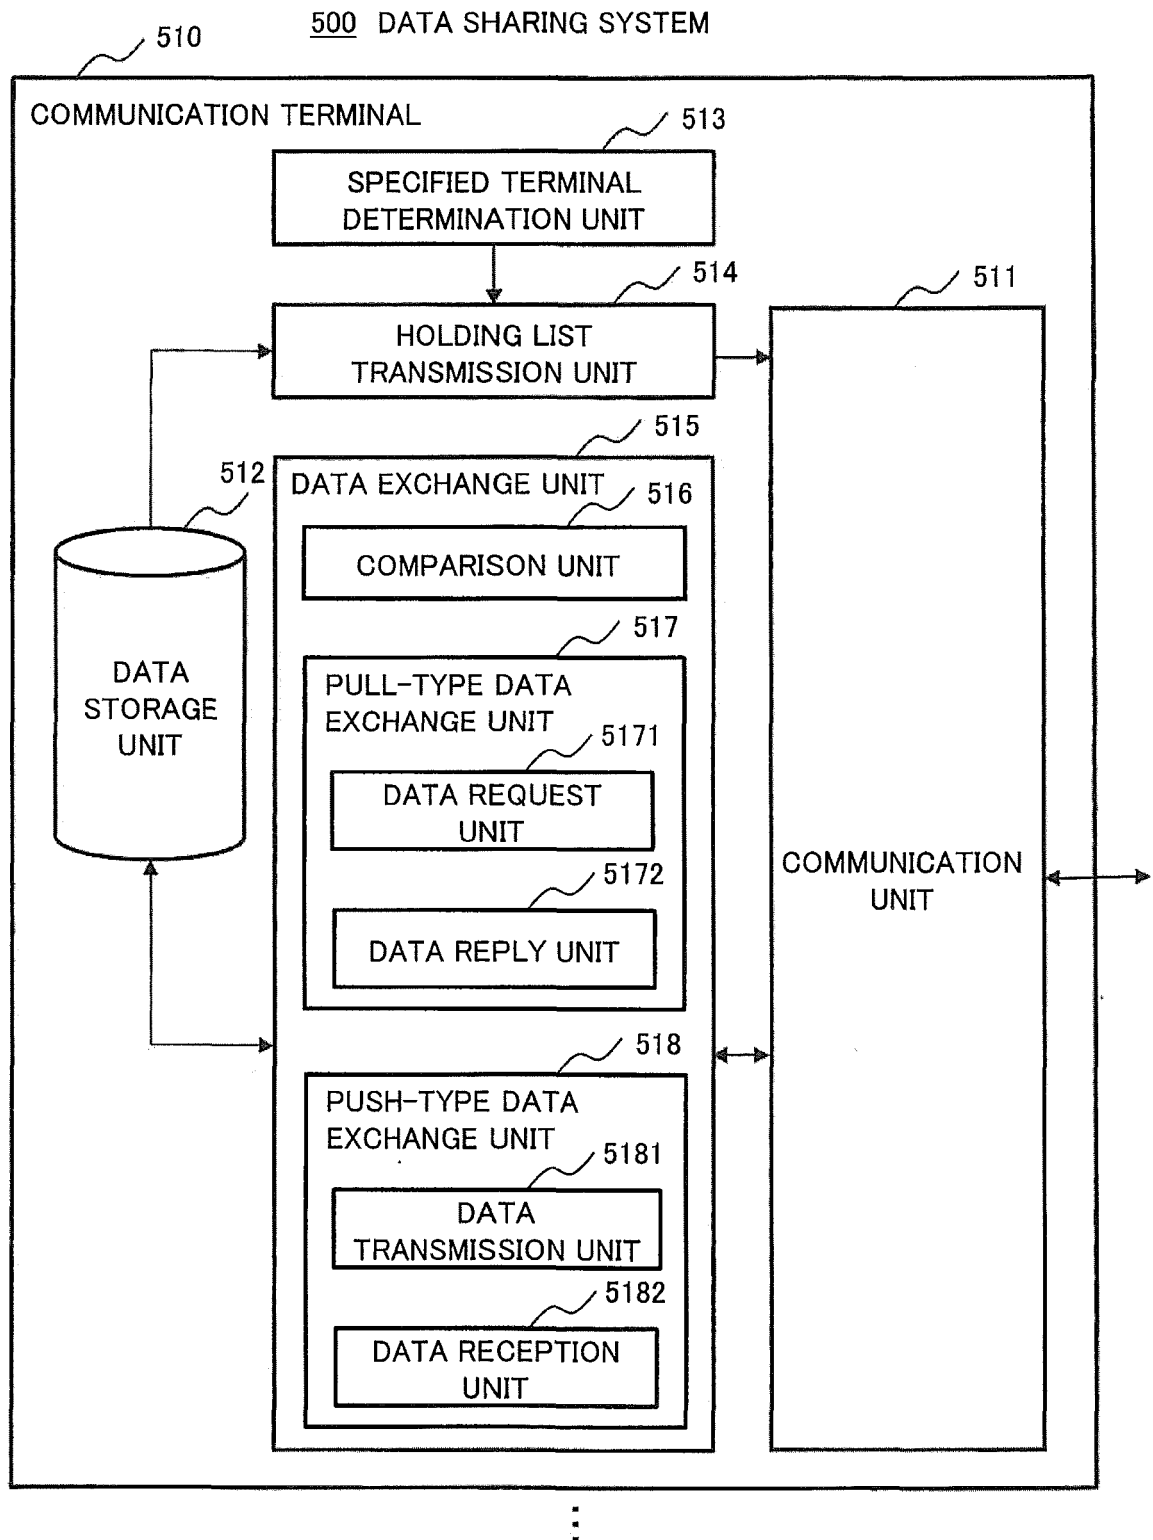 500 DATA SHARING SYSTEM
510
COMMUNICATION TERMINAL
513
SPECIFIED TERMINAL
DETERMINATION UNIT
514
HOLDING LIST
TRANSMISSION UNIT
511
COMMUNICATION
UNIT
512
DATA
STORAGE
UNIT
515
DATA EXCHANGE UNIT
516
COMPARISON UNIT
517
PULL-TYPE DATA
EXCHANGE UNIT
5171
DATA REQUEST
UNIT
5172
DATA REPLY UNIT
518
PUSH-TYPE DATA
EXCHANGE UNIT
5181
DATA
TRANSMISSION UNIT
5182
DATA RECEPTION
UNIT